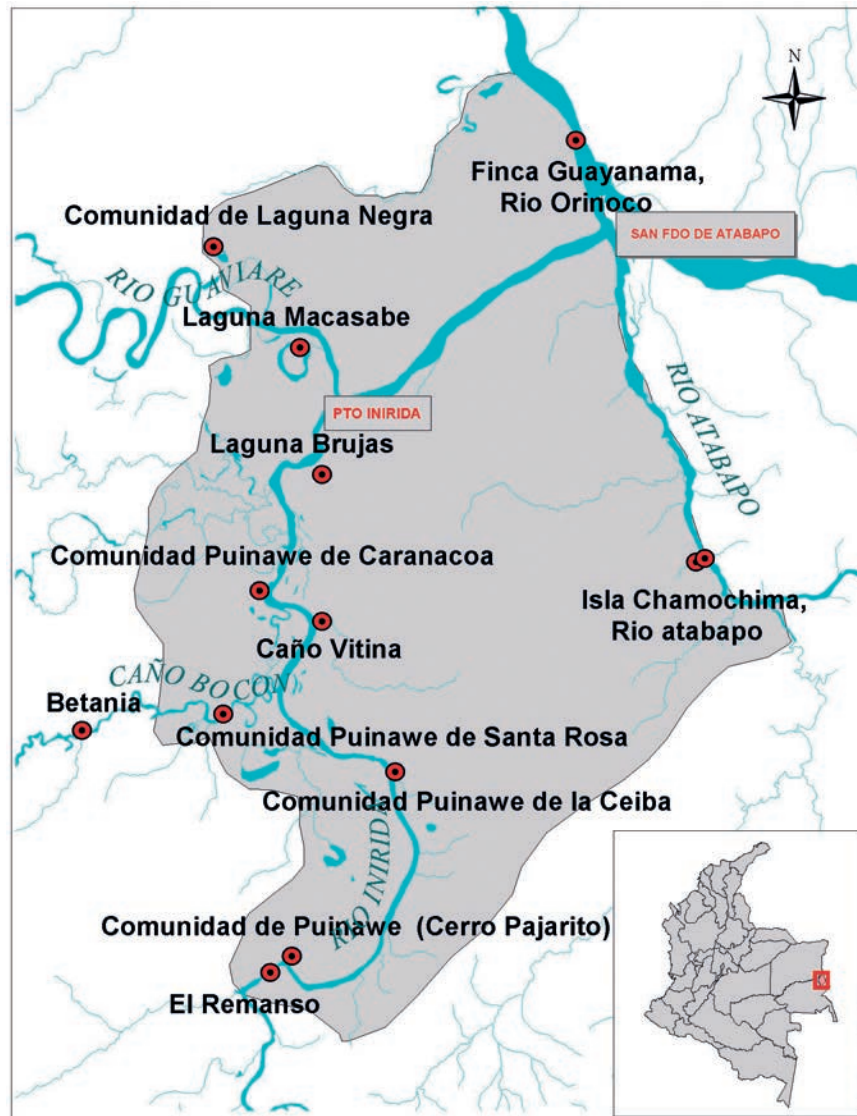 N
Finca Guayanama,
Rio Orinoco
Comunidad de Laguna Negra
SAN FDO DE ATABAPO
RIO GUAVIARE
Laguna Macasabe
RIO ATABAPO
PTO INIRIDA
Laguna Brujas
Comunidad Puinawe de Caranacoa
Isla Chamochima,
Rio atabapo
Caño Vitina
CAÑO BOCON
Betania
Comunidad Puinawe de Santa Rosa
Comunidad Puinawe de la Ceiba
RIO INIRIDA
Comunidad de Puinawe (Cerro Pajarito)
El Remanso